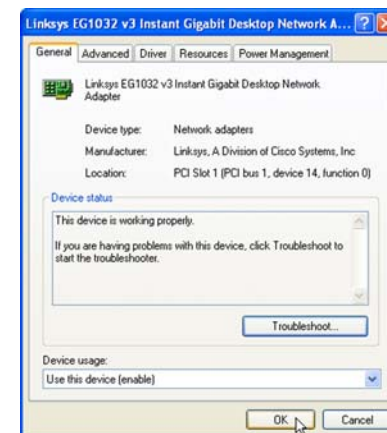 Linksys EG1032 v3 Instant Gigabit Desktop Network A...
General Advanced Driver Resources Power Management
Linksys EG1032 v3 Instant Gigabit Desktop Network
Adapter
Device type: Network adapters
Manufacturer: Linksys, A Division of Cisco Systems, Inc
Location: PCI Slot 1 (PCI bus 1, device 14, function 0)
Device status
This device is working properly.
If you are having problems with this device, click Troubleshoot to
start the troubleshooter.
Troubleshoot...
Device usage:
Use this device (enable)
OK Cancel